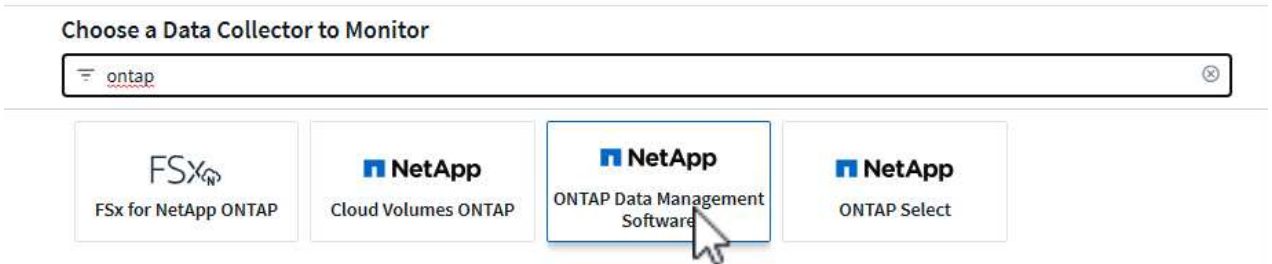 Choose a Data Collector to Monitor
ontap
FSxN
FSx for NetApp ONTAP
NetApp
Cloud Volumes ONTAP
NetApp
ONTAP Data Management
Software
NetApp
ONTAP Select